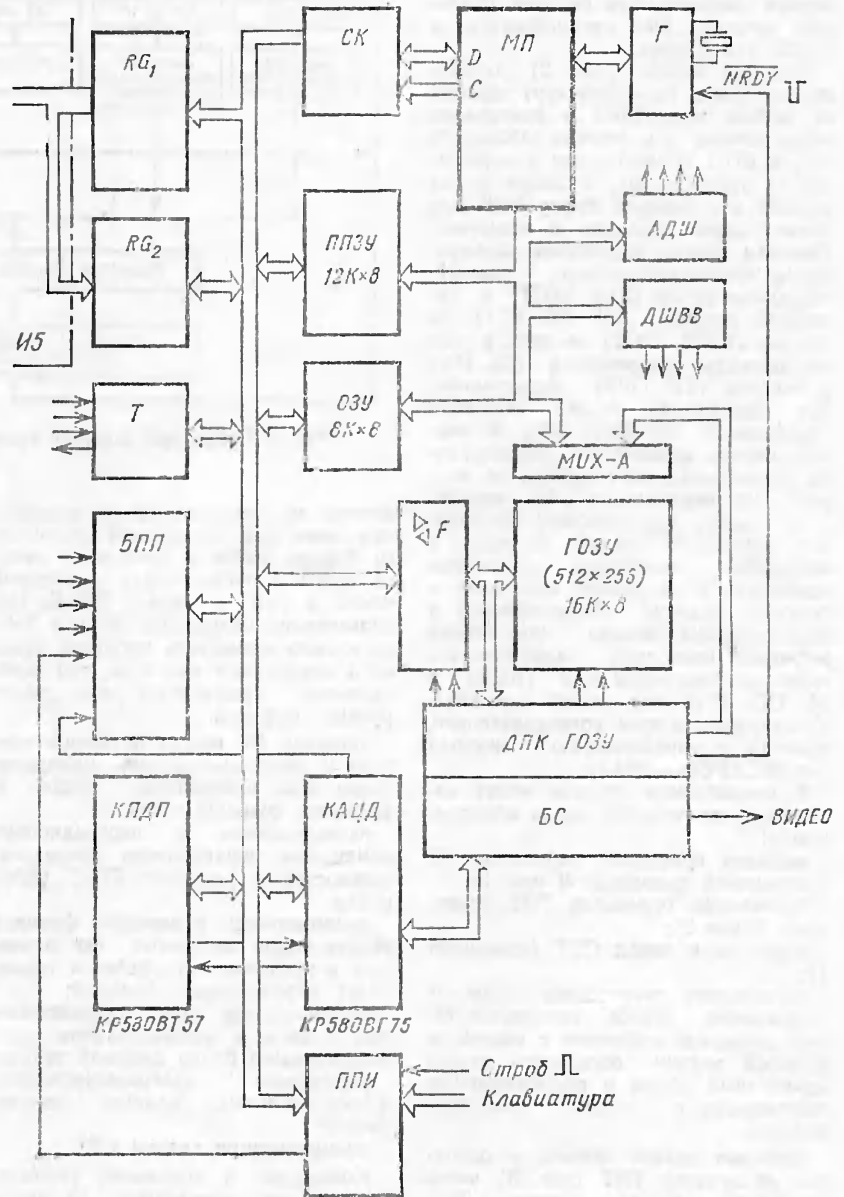 СК
МП
Г
RG1
D
C
NRDY
RG2
ППЗУ
12К×8
АДШ
ДШВВ
И5
Т
ОЗУ
8К×8
MUX-A
БПП
F
ГОЗУ
(512×256)
16К×8
ДПК ГОЗУ
КПДП
КАЦД
БС
ВИДЕО
КР580ВТ57
КР580ВГ75
ППИ
Строб
Клавиатура